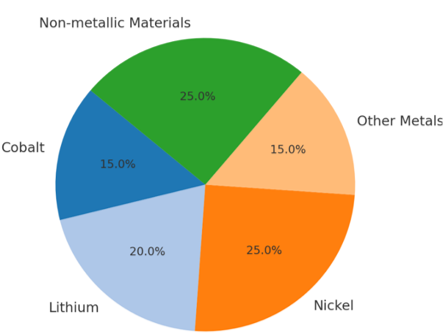 Non-metallic Materials
25.0%
Other Metals
15.0%
Cobalt
15.0%
Lithium
20.0%
Nickel
25.0%